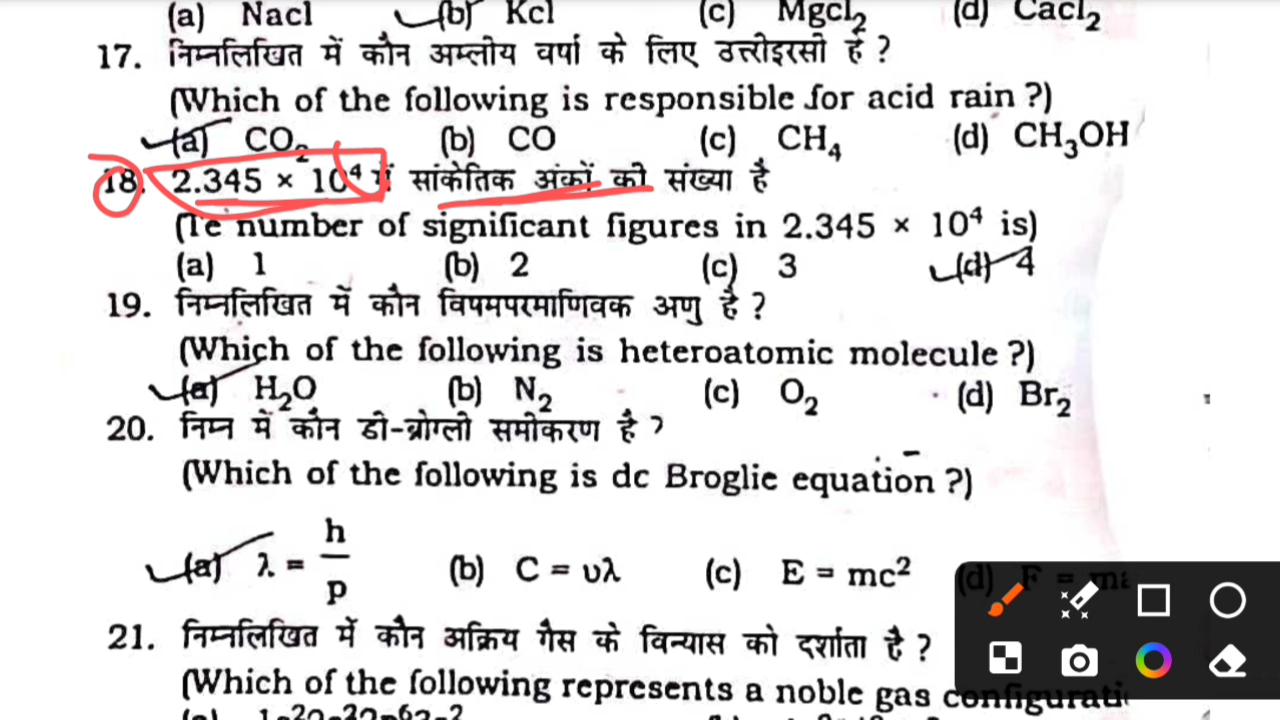 (a) Nacl (b) Kcl (c) Mgcl₂ (d) Cacl₂
17. निम्नलिखित में कौन अम्लीय वर्षा के लिए उत्तोइरसो हैं ?
(Which of the following is responsible for acid rain ?)
(a) CO₂ (b) CO (c) CH₄ (d) CH₃OH
18. 2.345 × 10⁴ में सांकेतिक अंकों की संख्या है
(Te number of significant figures in 2.345 × 10⁴ is)
(a) 1 (b) 2 (c) 3 (d) 4
19. निम्नलिखित में कौन विषमपरमाणिवक अणु है ?
(Which of the following is heteroatomic molecule ?)
(a) H₂O (b) N₂ (c) O₂ (d) Br₂
20. निम्न में कौन डी-ब्रोग्ली समीकरण है ?
(Which of the following is dc Broglie equation ?)
(a) λ = h/p (b) C = υλ (c) E = mc² (d) F = ma
21. निम्नलिखित में कौन अक्रिय गैस के विन्यास को दर्शाता है ?
(Which of the following represents a noble gas configurati